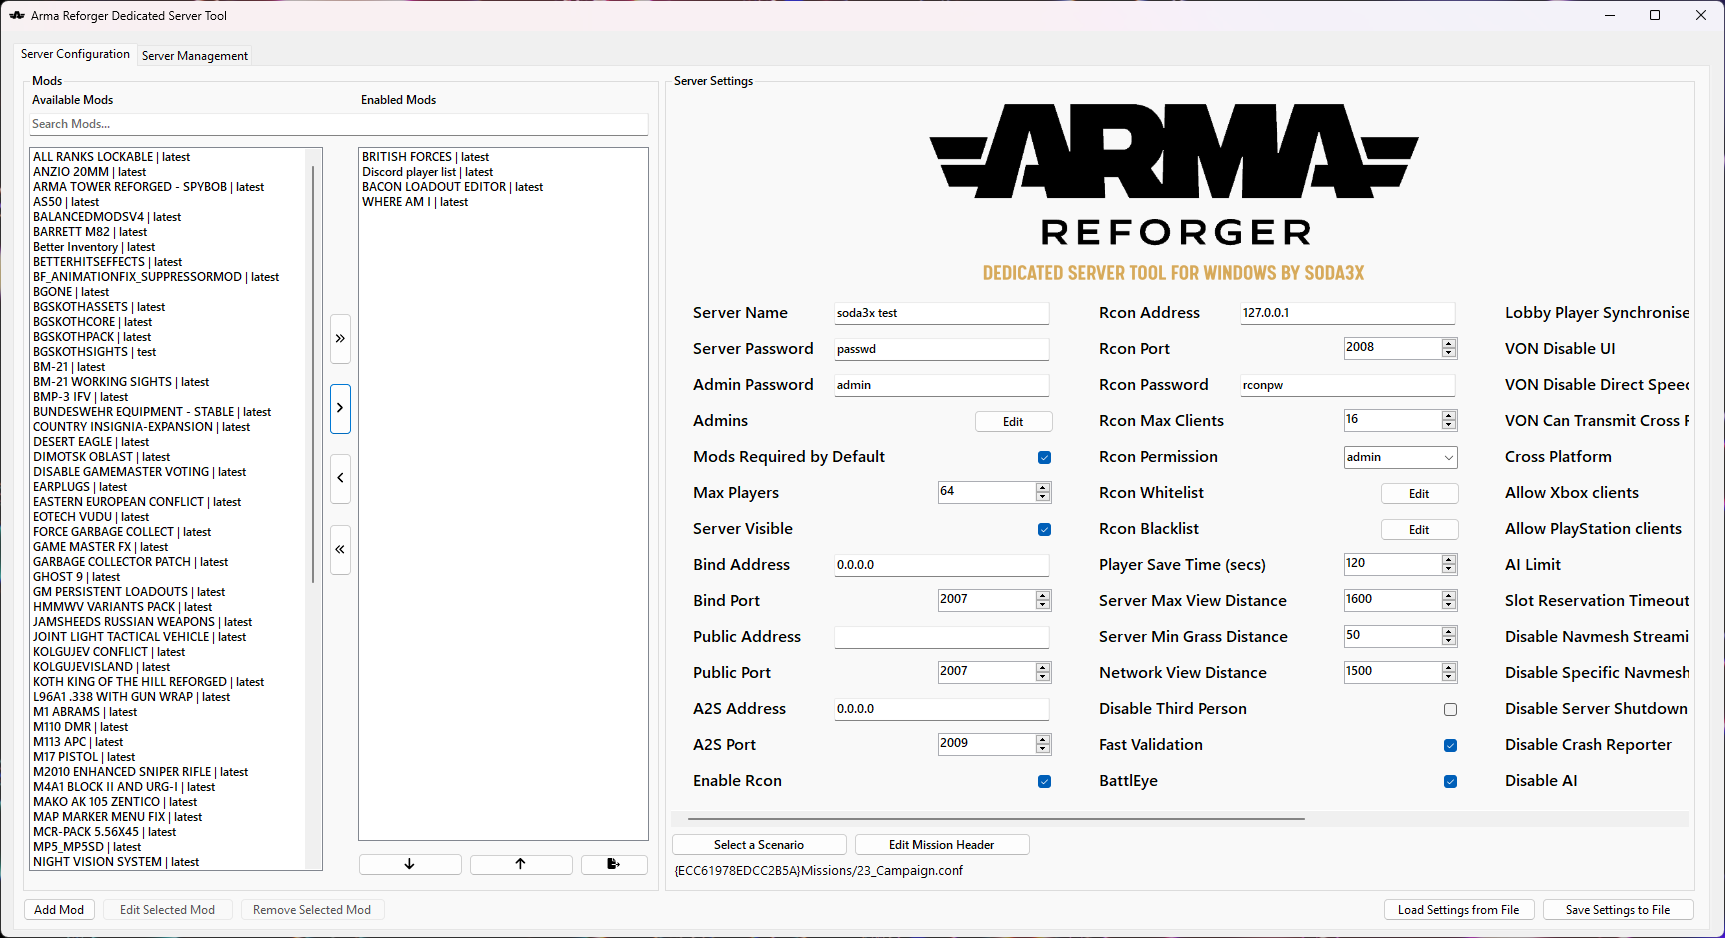 Arma Reforger Dedicated Server Tool
Server Configuration
Server Management
Mods
Available Mods
Enabled Mods
Search Mods...
ALL RANKS LOCKABLE | latest
ANZIO 20MM | latest
ARMA TOWER REFORGED - SPYBOB | latest
AS50 | latest
BALANCEDMODSV4 | latest
BARRETT M82 | latest
Better Inventory | latest
BETTERHITSEFFECTS | latest
BF_ANIMATIONFIX_SUPPRESSORMOD | latest
BGONE | latest
BGSKOTHASSETS | latest
BGSKOTHCORE | latest
BGSKOTHPACK | latest
BGSKOTHSIGHTS | test
BM-21 | latest
BM-21 WORKING SIGHTS | latest
BMP-3 IFV | latest
BUNDESWEHR EQUIPMENT - STABLE | latest
COUNTRY INSIGNIA-EXPANSION | latest
DESERT EAGLE | latest
DIMOTSK OBLAST | latest
DISABLE GAMEMASTER VOTING | latest
EARPLUGS | latest
EASTERN EUROPEAN CONFLICT | latest
EOTECH VUDU | latest
FORCE GARBAGE COLLECT | latest
GAME MASTER FX | latest
GARBAGE COLLECTOR PATCH | latest
GHOST 9 | latest
GM PERSISTENT LOADOUTS | latest
HMMWV VARIANTS PACK | latest
JAMSHEEDS RUSSIAN WEAPONS | latest
JOINT LIGHT TACTICAL VEHICLE | latest
KOLGUJEV CONFLICT | latest
KOLGUJEVISLAND | latest
KOTH KING OF THE HILL REFORGED | latest
L96A1 .338 WITH GUN WRAP | latest
M1 ABRAMS | latest
M110 DMR | latest
M113 APC | latest
M17 PISTOL | latest
M2010 ENHANCED SNIPER RIFLE | latest
M4A1 BLOCK II AND URG-I | latest
MAKO AK 105 ZENTICO | latest
MAP MARKER MENU FIX | latest
MCR-PACK 5.56X45 | latest
MP5_MP5SD | latest
NIGHT VISION SYSTEM | latest
BRITISH FORCES | latest
Discord player list | latest
BACON LOADOUT EDITOR | latest
WHERE AM I | latest
Add Mod
Edit Selected Mod
Remove Selected Mod
Server Settings
ARMA
REFORGER
DEDICATED SERVER TOOL FOR WINDOWS BY SODA3X
Server Name
soda3x test
Server Password
passwd
Admin Password
admin
Admins
Edit
Mods Required by Default
Max Players
64
Server Visible
Bind Address
0.0.0.0
Bind Port
2007
Public Address
Public Port
2007
A2S Address
0.0.0.0
A2S Port
2009
Enable Rcon
Rcon Address
127.0.0.1
Rcon Port
2008
Rcon Password
rconpw
Rcon Max Clients
16
Rcon Permission
admin
Rcon Whitelist
Edit
Rcon Blacklist
Edit
Player Save Time (secs)
120
Server Max View Distance
1600
Server Min Grass Distance
50
Network View Distance
1500
Disable Third Person
Fast Validation
BattlEye
Lobby Player Synchronise
VON Disable UI
VON Disable Direct Speec
VON Can Transmit Cross F
Cross Platform
Allow Xbox clients
Allow PlayStation clients
AI Limit
Slot Reservation Timeout
Disable Navmesh Streami
Disable Specific Navmesh
Disable Server Shutdown
Disable Crash Reporter
Disable AI
Select a Scenario
Edit Mission Header
{ECC61978EDCC2B5A}Missions/23_Campaign.conf
Load Settings from File
Save Settings to File